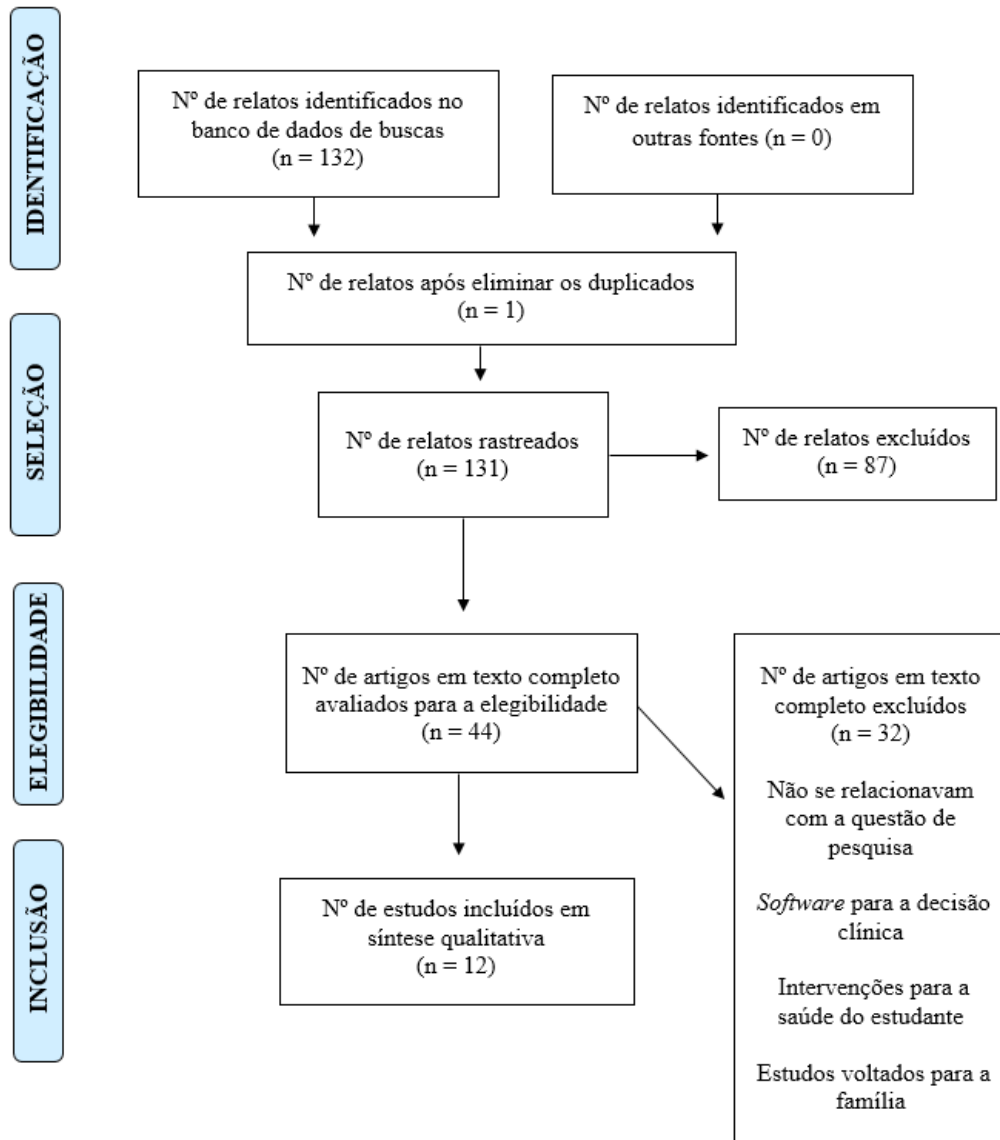 IDENTIFICAÇÃO
Nº de relatos identificados no
banco de dados de buscas
(n = 132)
Nº de relatos identificados em
outras fontes (n = 0)
Nº de relatos após eliminar os duplicados
(n = 1)
SELEÇÃO
Nº de relatos rastreados
(n = 131)
Nº de relatos excluídos
(n = 87)
ELEGIBILIDADE
Nº de artigos em texto completo
avaliados para a elegibilidade
(n = 44)
Nº de artigos em texto
completo excluídos
(n = 32)
Não se relacionavam
com a questão de
pesquisa
Software para a decisão
clínica
Intervenções para a
saúde do estudante
Estudos voltados para a
família
INCLUSÃO
Nº de estudos incluídos em
síntese qualitativa
(n = 12)